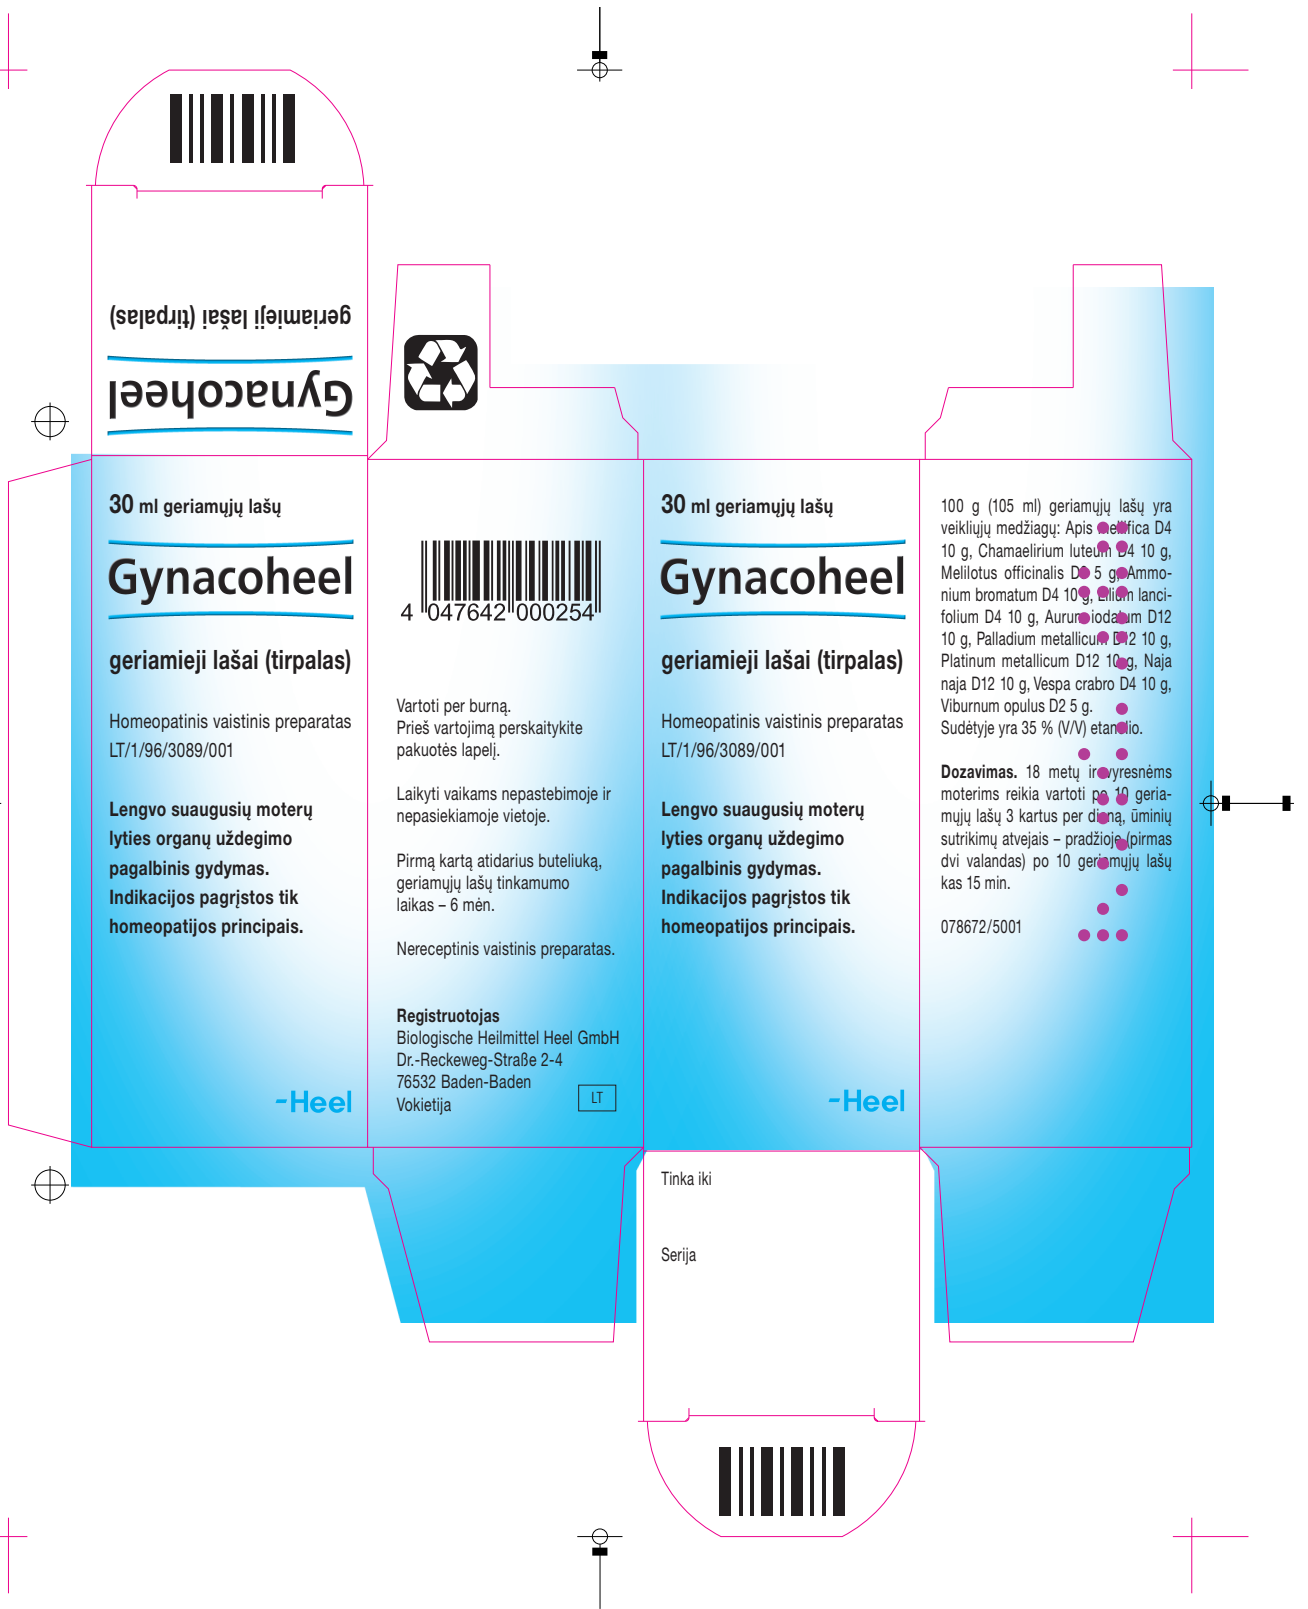 geriamieji lašai (tirpalas)
Gynacoheel
30 ml geriamųjų lašų
Gynacoheel
geriamieji lašai (tirpalas)
Homeopatinis vaistinis preparatas
LT/1/96/3089/001
Lengvo suaugusių moterų
lyties organų uždegimo
pagalbinis gydymas.
Indikacijos pagrįstos tik
homeopatijos principais.
-Heel
4 047642 000254
Vartoti per burną.
Prieš vartojimą perskaitykite
pakuotės lapelį.
Laikyti vaikams nepastebimoje ir
nepasiekiamoje vietoje.
Pirmą kartą atidarius buteliuką,
geriamųjų lašų tinkamumo
laikas – 6 mėn.
Nereceptinis vaistinis preparatas.
Registruotojas
Biologische Heilmittel Heel GmbH
Dr.-Reckeweg-Straße 2-4
76532 Baden-Baden
Vokietija
LT
30 ml geriamųjų lašų
Gynacoheel
geriamieji lašai (tirpalas)
Homeopatinis vaistinis preparatas
LT/1/96/3089/001
Lengvo suaugusių moterų
lyties organų uždegimo
pagalbinis gydymas.
Indikacijos pagrįstos tik
homeopatijos principais.
-Heel
100 g (105 ml) geriamųjų lašų yra
veikliųjų medžiagų: Apis mellifica D4
10 g, Chamaelirium luteum D4 10 g,
Melilotus officinalis 5 g, Ammo-
nium bromatum D4 10 g, Lilium lanci-
folium D4 10 g, Aurum iodatum D12
10 g, Palladium metallicum D12 10 g,
Platinum metallicum D12 10 g, Naja
naja D12 10 g, Vespa crabro D4 10 g,
Viburnum opulus D2 5 g.
Sudėtyje yra 35 % (V/V) etanolio.
Dozavimas. 18 metų ir vyresnėms
moterims reikia vartoti po 10 geria-
mųjų lašų 3 kartus per dieną, ūminių
sutrikimų atvejais – pradžioje (pirmas
dvi valandas) po 10 geriamųjų lašų
kas 15 min.
078672/5001
Tinka iki
Serija